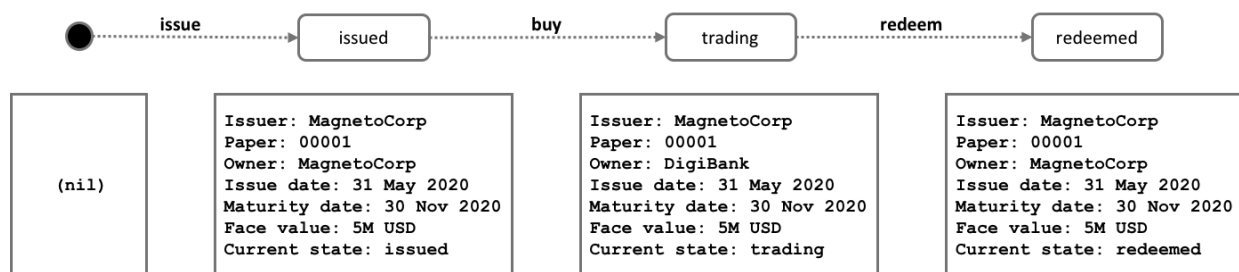 issue
issued
buy
trading
redeem
redeemed
(nil)
Issuer: MagnetoCorp
Paper: 00001
Owner: MagnetoCorp
Issue date: 31 May 2020
Maturity date: 30 Nov 2020
Face value: 5M USD
Current state: issued
Issuer: MagnetoCorp
Paper: 00001
Owner: DigiBank
Issue date: 31 May 2020
Maturity date: 30 Nov 2020
Face value: 5M USD
Current state: trading
Issuer: MagnetoCorp
Paper: 00001
Owner: MagnetoCorp
Issue date: 31 May 2020
Maturity date: 30 Nov 2020
Face value: 5M USD
Current state: redeemed